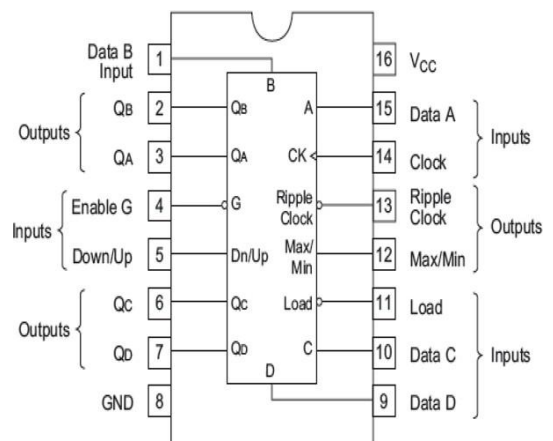 Data B
Input
1
16
VCC
B
Outputs
QB
2
QB
A
15
Data A
Inputs
QA
3
QA
CK
14
Clock
Inputs
Enable G
4
G
Ripple
Clock
13
Ripple
Clock
Outputs
Down/Up
5
Dn/Up
Max/
Min
12
Max/Min
Outputs
QC
6
QC
Load
11
Load
QD
7
QD
C
10
Data C
Inputs
D
GND
8
9
Data D